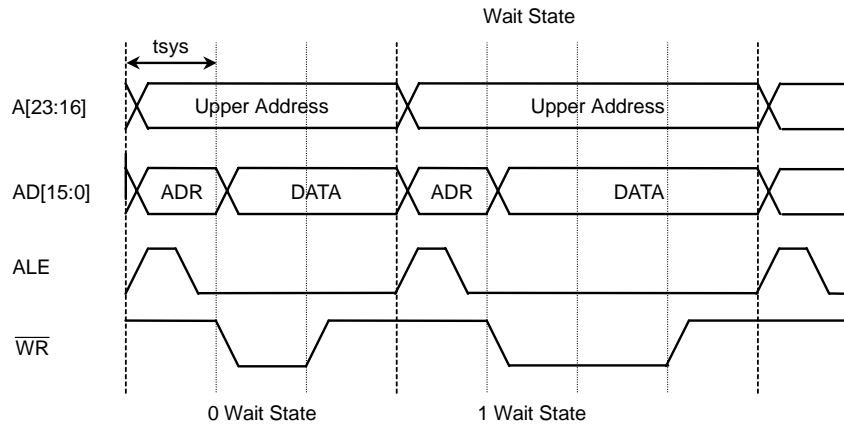 Wait State
tsys
A[23:16]
Upper Address
Upper Address
AD[15:0]
ADR
DATA
ADR
DATA
ALE
WR
0 Wait State
1 Wait State